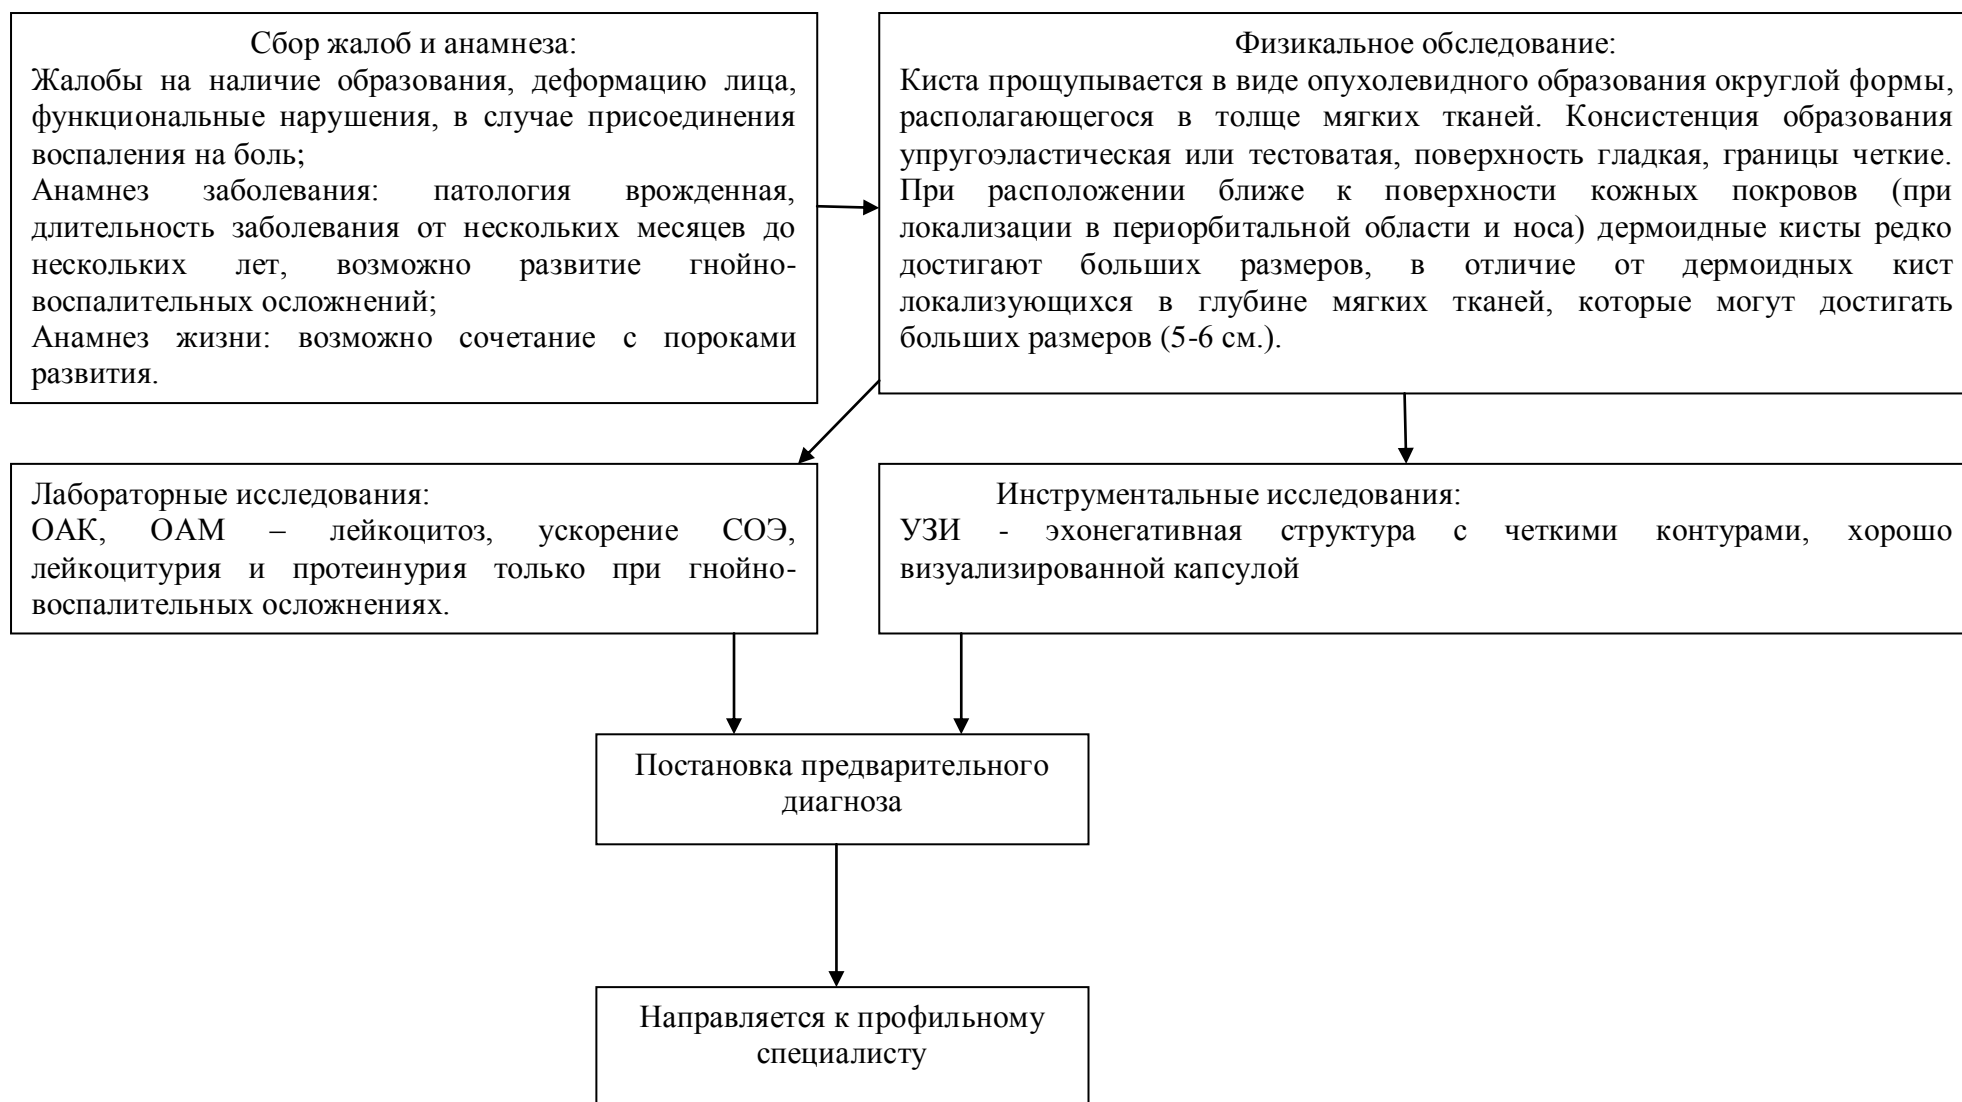 Сбор жалоб и анамнеза:
Жалобы на наличие образования, деформацию лица,
функциональные нарушения, в случае присоединения
воспаления на боль;
Анамнез заболевания: патология врожденная,
длительность заболевания от нескольких месяцев до
нескольких лет, возможно развитие гнойно-
воспалительных осложнений;
Анамнез жизни: возможно сочетание с пороками
развития.
Физикальное обследование:
Киста прощупывается в виде опухолевидного образования округлой формы,
располагающегося в толще мягких тканей. Консистенция образования
упругоэластическая или тестоватая, поверхность гладкая, границы четкие.
При расположении ближе к поверхности кожных покровов (при
локализации в периорбитальной области и носа) дермоидные кисты редко
достигают больших размеров, в отличие от дермоидных кист
локализующихся в глубине мягких тканей, которые могут достигать
больших размеров (5-6 см.).
Лабораторные исследования:
ОАК, ОАМ – лейкоцитоз, ускорение СОЭ,
лейкоцитурия и протеинурия только при гнойно-
воспалительных осложнениях.
Инструментальные исследования:
УЗИ - эхонегативная структура с четкими контурами, хорошо
визуализированной капсулой
Постановка предварительного
диагноза
Направляется к профильному
специалисту